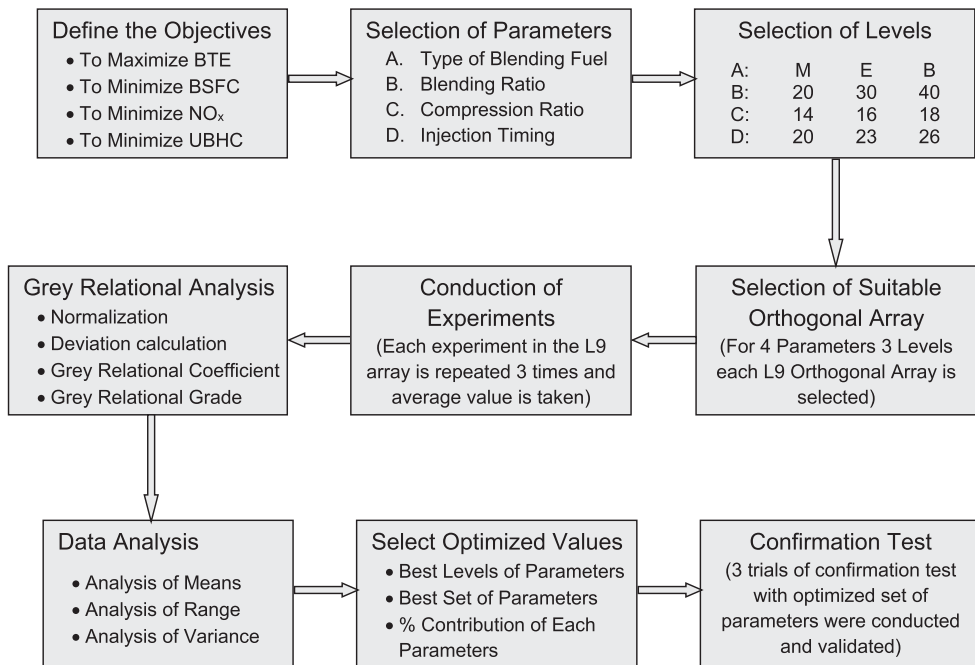 Define the Objectives
• To Maximize BTE
• To Minimize BSFC
• To Minimize NOₓ
• To Minimize UBHC
Selection of Parameters
A. Type of Blending Fuel
B. Blending Ratio
C. Compression Ratio
D. Injection Timing
Selection of Levels
A: M E B
B: 20 30 40
C: 14 16 18
D: 20 23 26
Selection of Suitable
Orthogonal Array
(For 4 Parameters 3 Levels
each L9 Orthogonal Array is
selected)
Conduction of
Experiments
(Each experiment in the L9
array is repeated 3 times and
average value is taken)
Grey Relational Analysis
• Normalization
• Deviation calculation
• Grey Relational Coefficient
• Grey Relational Grade
Data Analysis
• Analysis of Means
• Analysis of Range
• Analysis of Variance
Select Optimized Values
• Best Levels of Parameters
• Best Set of Parameters
• % Contribution of Each
Parameters
Confirmation Test
(3 trials of confirmation test
with optimized set of
parameters were conducted
and validated)